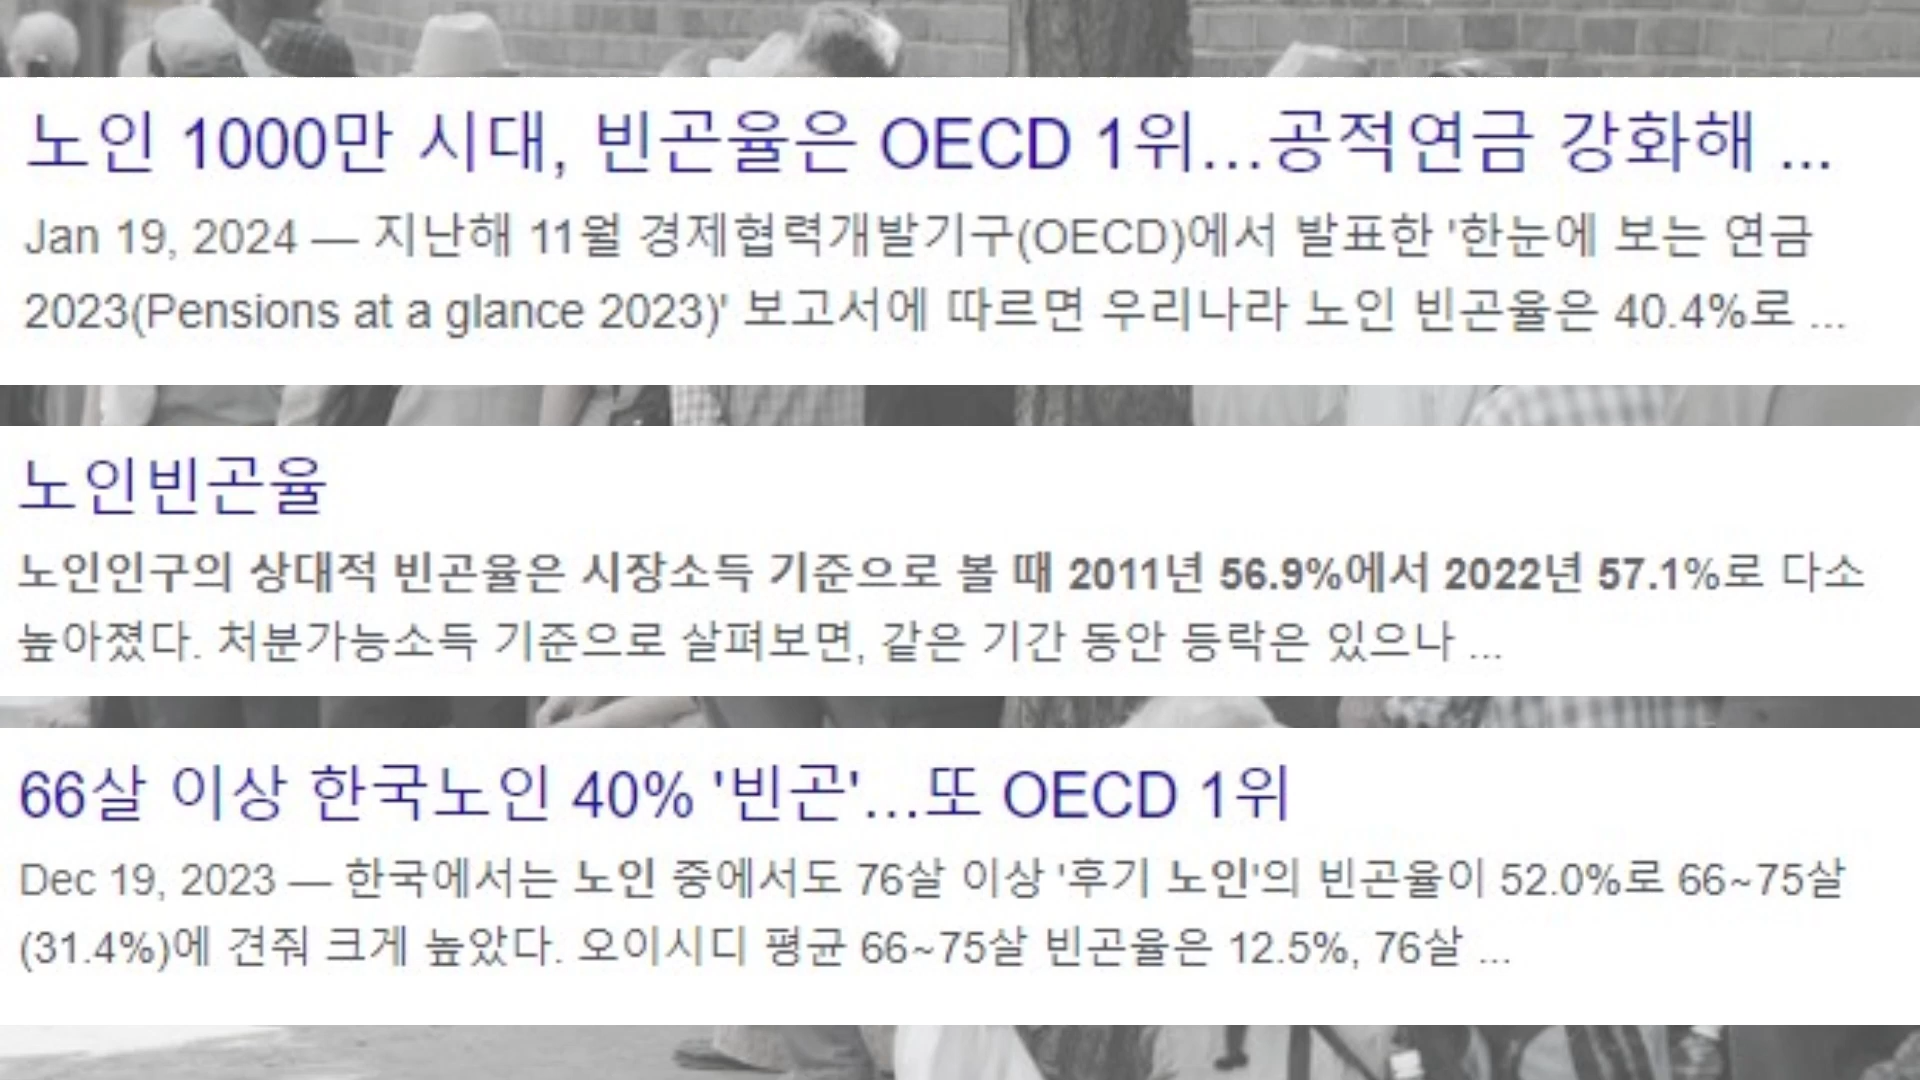 노인 1000만 시대, 빈곤율은 OECD 1위...공적연금 강화해 ...
Jan 19, 2024 — 지난해 11월 경제협력개발기구(OECD)에서 발표한 '한눈에 보는 연금
2023(Pensions at a glance 2023)' 보고서에 따르면 우리나라 노인 빈곤율은 40.4%로 ...
노인빈곤율
노인인구의 상대적 빈곤율은 시장소득 기준으로 볼 때 2011년 56.9%에서 2022년 57.1%로 다소
높아졌다. 처분가능소득 기준으로 살펴보면, 같은 기간 동안 등락은 있으나 ...
66살 이상 한국노인 40% '빈곤'...또 OECD 1위
Dec 19, 2023 — 한국에서는 노인 중에서도 76살 이상 '후기 노인'의 빈곤율이 52.0%로 66~75살
(31.4%)에 견줘 크게 높았다. 오이시디 평균 66~75살 빈곤율은 12.5%, 76살 ...